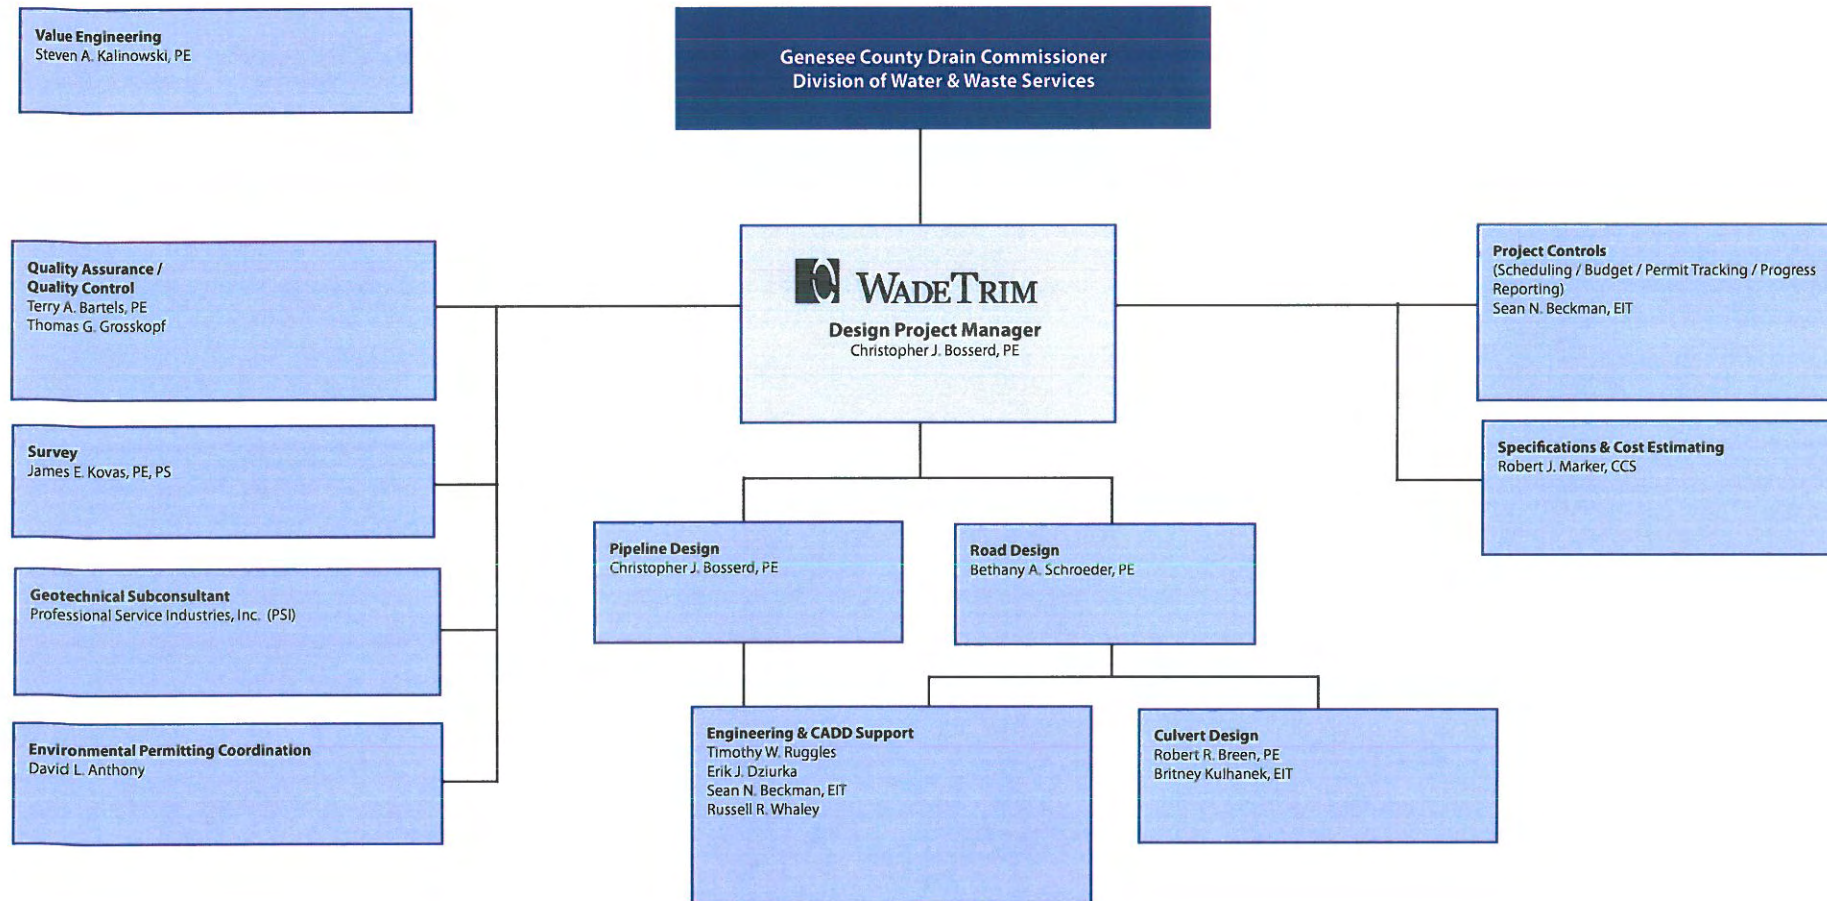 Value Engineering
Steven A. Kalinowski, PE
Genesee County Drain Commissioner
Division of Water & Waste Services
Quality Assurance /
Quality Control
Terry A. Bartels, PE
Thomas G. Grosskopf
WADETRIM
Design Project Manager
Christopher J. Bosserd, PE
Project Controls
(Scheduling / Budget / Permit Tracking / Progress
Reporting)
Sean N. Beckman, EIT
Survey
James E. Kovas, PE, PS
Specifications & Cost Estimating
Robert J. Marker, CCS
Pipeline Design
Christopher J. Bosserd, PE
Road Design
Bethany A. Schroeder, PE
Geotechnical Subconsultant
Professional Service Industries, Inc. (PSI)
Environmental Permitting Coordination
David L. Anthony
Engineering & CADD Support
Timothy W. Ruggles
Erik J. Dziurka
Sean N. Beckman, EIT
Russell R. Whaley
Culvert Design
Robert R. Breen, PE
Britney Kulhanek, EIT